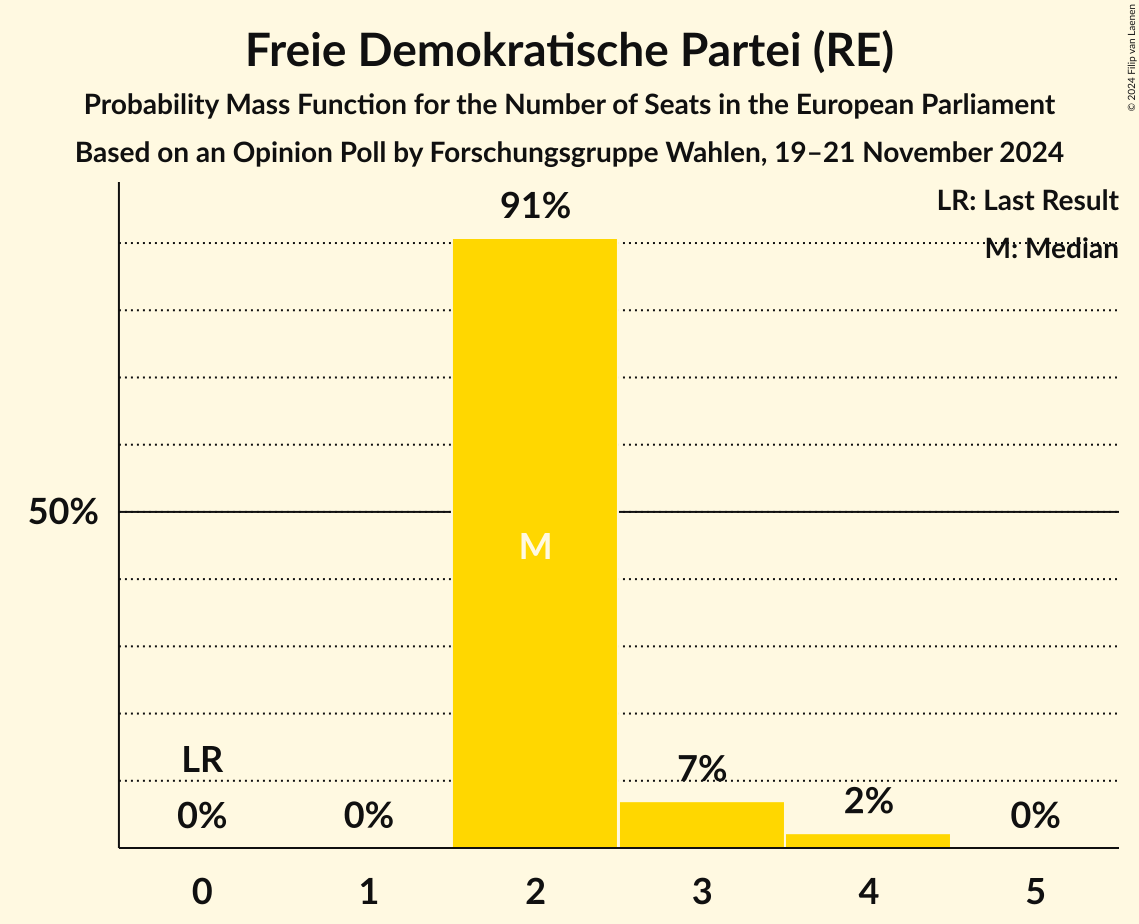 Freie Demokratische Partei (RE)
Probability Mass Function for the Number of Seats in the European Parliament
Based on an Opinion Poll by Forschungsgruppe Wahlen, 19–21 November 2024
© 2024 Filip van Laenen
LR: Last Result
M: Median
91%
50%
M
LR
0%
0%
7%
2%
0%
0
1
2
3
4
5